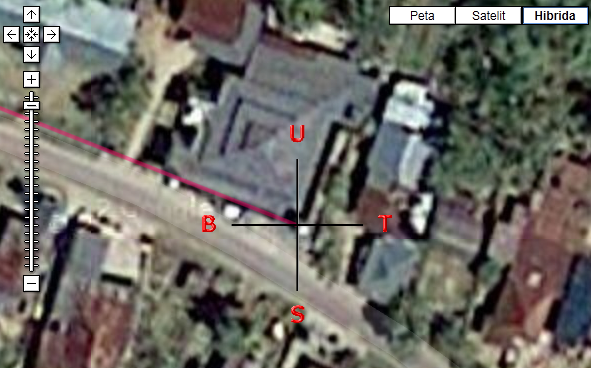 Peta Satelit Hibrida
U
B T
S